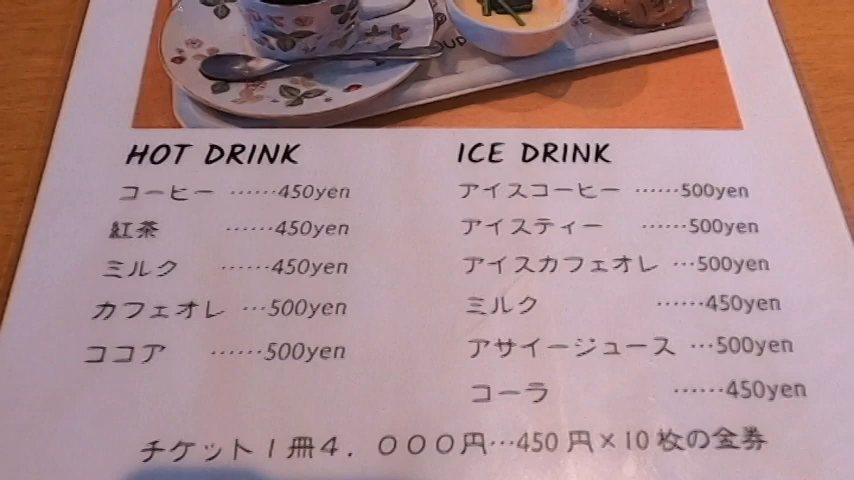 HOT DRINK
コーヒー ……450yen
紅茶 ……450yen
ミルク ……450yen
カフェオレ …500yen
ココア ……500yen
ICE DRINK
アイスコーヒー ……500yen
アイスティー ……500yen
アイスカフェオレ …500yen
ミルク ……450yen
アサイージュース …500yen
コーラ ……450yen
チケット１冊４．０００円…450円×10枚の金券